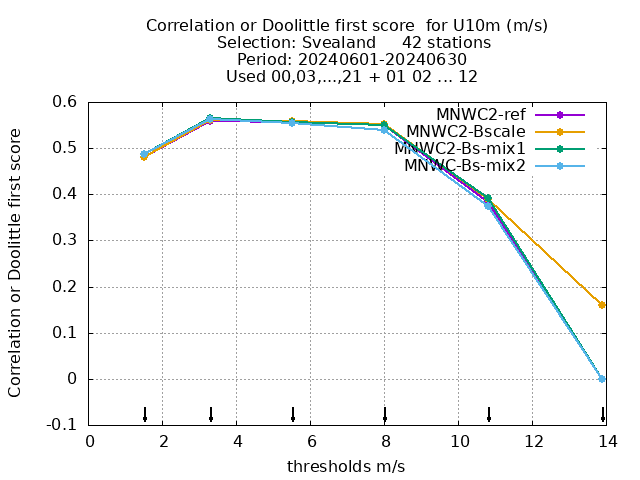 Correlation or Doolittle first score  for U10m (m/s)
Selection: Svealand     42 stations
Period: 20240601-20240630
Used 00,03,...,21 + 01 02 ... 12
MNWC2-ref
MNWC2-Bscale
MNWC2-Bs-mix1
MNWC-Bs-mix2
Correlation or Doolittle first score
0.6
0.5
0.4
0.3
0.2
0.1
0
-0.1
0 2 4 6 8 10 12 14
thresholds m/s